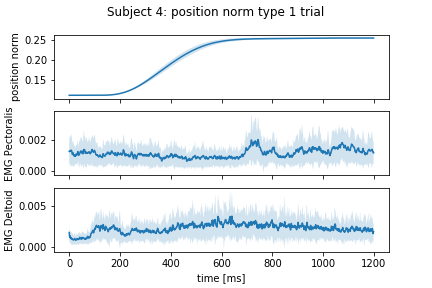 Subject 4: position norm type 1 trial
position norm
0.25
0.20
0.15
EMG Pectoralis
0.002
0.000
EMG Deltoid
0.005
0.000
0 200 400 600 800 1000 1200
time [ms]